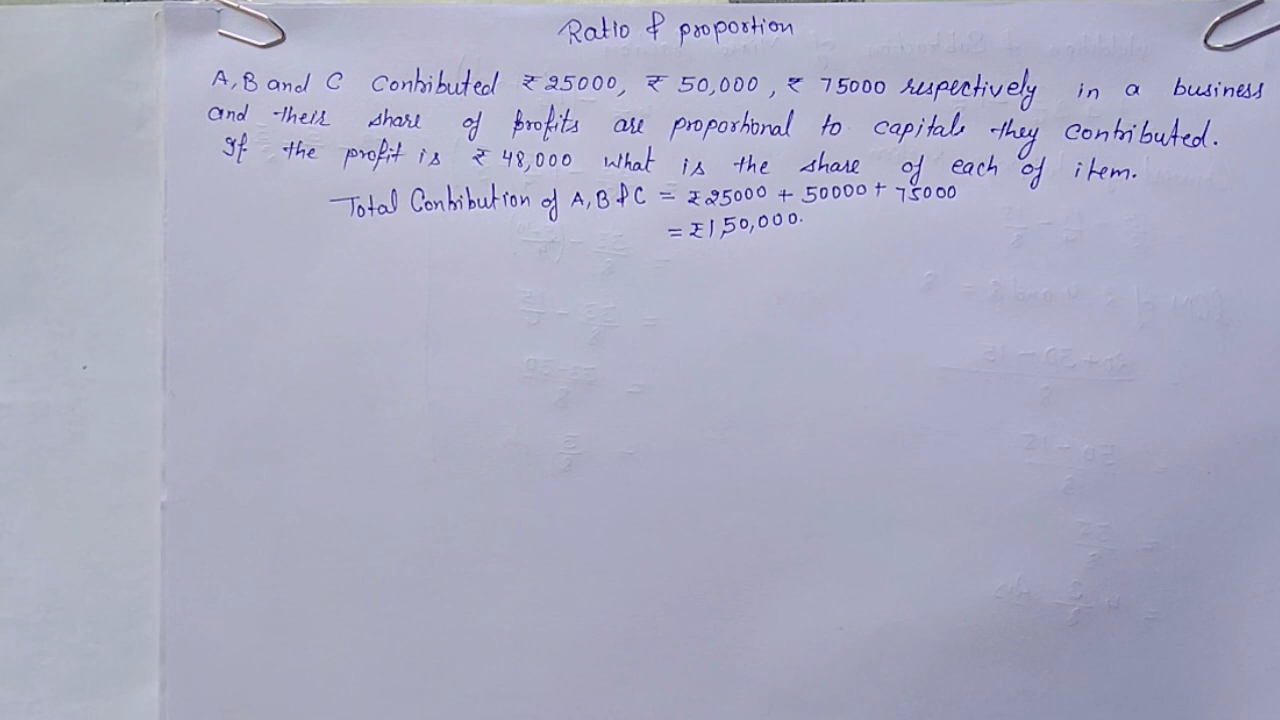 Ratio & proportion
A, B and C Contributed ₹25000, ₹ 50,000, ₹ 75000 respectively in a business
and their share of profits are proportional to capitals they contributed.
If the profit is ₹ 48,000 what is the share of each of item.
Total Contribution of A, B & C = ₹25000 + 50000 + 75000
= ₹1,50,000.